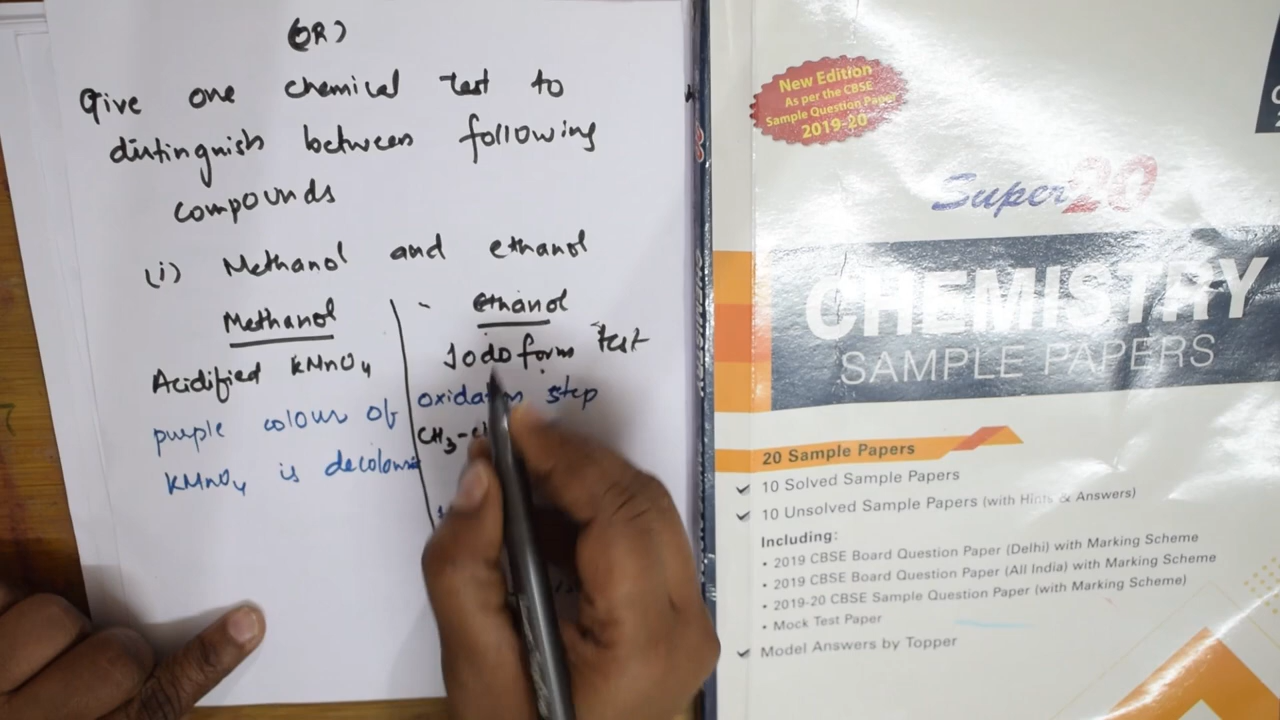 (OR)
Give one chemical test to
distinguish between following
compounds
(i) Methanol and ethanol
Methanol
Acidified KMnO4
purple colour of
KMnO4 is decolouris
- ethanol
Iodoform test
oxidation step
CH3-
New Edition
As per the CBSE
Sample Question Paper
2019-20
Super20
CHEMISTRY
SAMPLE PAPERS
20 Sample Papers
✓ 10 Solved Sample Papers
✓ 10 Unsolved Sample Papers (with Hints & Answers)
Including:
• 2019 CBSE Board Question Paper (Delhi) with Marking Scheme
• 2019 CBSE Board Question Paper (All India) with Marking Scheme
• 2019-20 CBSE Sample Question Paper (with Marking Scheme)
• Mock Test Paper
✓ Model Answers by Topper